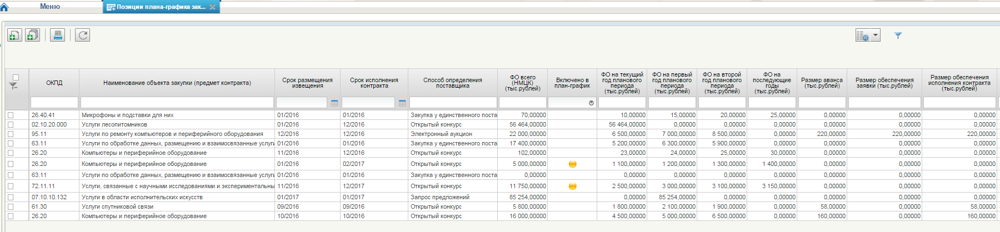 Меню
Позиции плана-графика зак...
ОКПД
Наименование объекта закупки (предмет контракта)
Срок размещения извещения
Срок исполнения контракта
Способ определения поставщика
ФО всего (НМЦК) (тыс.рублей)
Включено в план-график
ФО на текущий год планового периода (тыс.рублей)
ФО на первый год планового периода (тыс.рублей)
ФО на второй год планового периода (тыс.рублей)
ФО на последующие годы (тыс.рублей)
Размер аванса (тыс.рублей)
Размер обеспечения заявки (тыс.рублей)
Размер обеспечения исполнения контракта (тыс.рублей)
26.40.41 Микрофоны и подставки для них 01/2016 01/2016 Закупка у единственного поста 70,00000 10,00000 15,00000 20,00000 25,00000 0,00000 0,00000 0,00000
02.10.20.000 Услуги лесопитомников 01/2016 12/2016 Открытый конкурс 56 464,00000 56 464,00000 0,00000 0,00000 0,00000 0,00000 0,00000 0,00000
95.11 Услуги по ремонту компьютеров и периферийного оборудования 12/2016 12/2016 Электронный аукцион 22 000,00000 6 500,00000 7 000,00000 8 500,00000 0,00000 220,00000 220,00000 220,00000
63.11 Услуги по обработке данных, размещению и взаимосвязанные услуги 01/2016 01/2016 Закупка у единственного поста 17 400,00000 5 200,00000 6 300,00000 5 900,00000 0,00000 0,00000 0,00000 0,00000
26.20 Компьютеры и периферийное оборудование 11/2016 12/2016 Открытый конкурс 102,00000 23,00000 24,00000 25,00000 30,00000 0,00000 0,00000 0,00000
26.20 Компьютеры и периферийное оборудование 01/2016 02/2017 Открытый конкурс 5 000,00000 1 100,00000 1 200,00000 1 300,00000 1 400,00000 0,00000 0,00000 0,00000
63.11 Услуги по обработке данных, размещению и взаимосвязанные услуги 01/2016 01/2016 Закупка у единственного поста 0,00000 0,00000 0,00000 0,00000 0,00000 0,00000 0,00000 0,00000
72.11.11 Услуги, связанные с научными исследованиями и экспериментальны 11/2016 12/2017 Открытый конкурс 11 750,00000 2 500,00000 3 000,00000 3 100,00000 3 150,00000 0,00000 0,00000 0,00000
07.10.10.132 Услуги в области исполнительских искусств 01/2017 01/2017 Запрос предложений 85 254,00000 0,00000 85 254,00000 0,00000 0,00000 0,00000 0,00000 0,00000
61.30 Услуги спутниковой связи 09/2016 09/2016 Открытый конкурс 5 800,00000 1 800,00000 2 100,00000 1 900,00000 0,00000 58,00000 0,00000 58,00000
26.20 Компьютеры и периферийное оборудование 10/2016 10/2016 Открытый конкурс 16 000,00000 4 500,00000 5 000,00000 6 500,00000 0,00000 160,00000 0,00000 160,00000